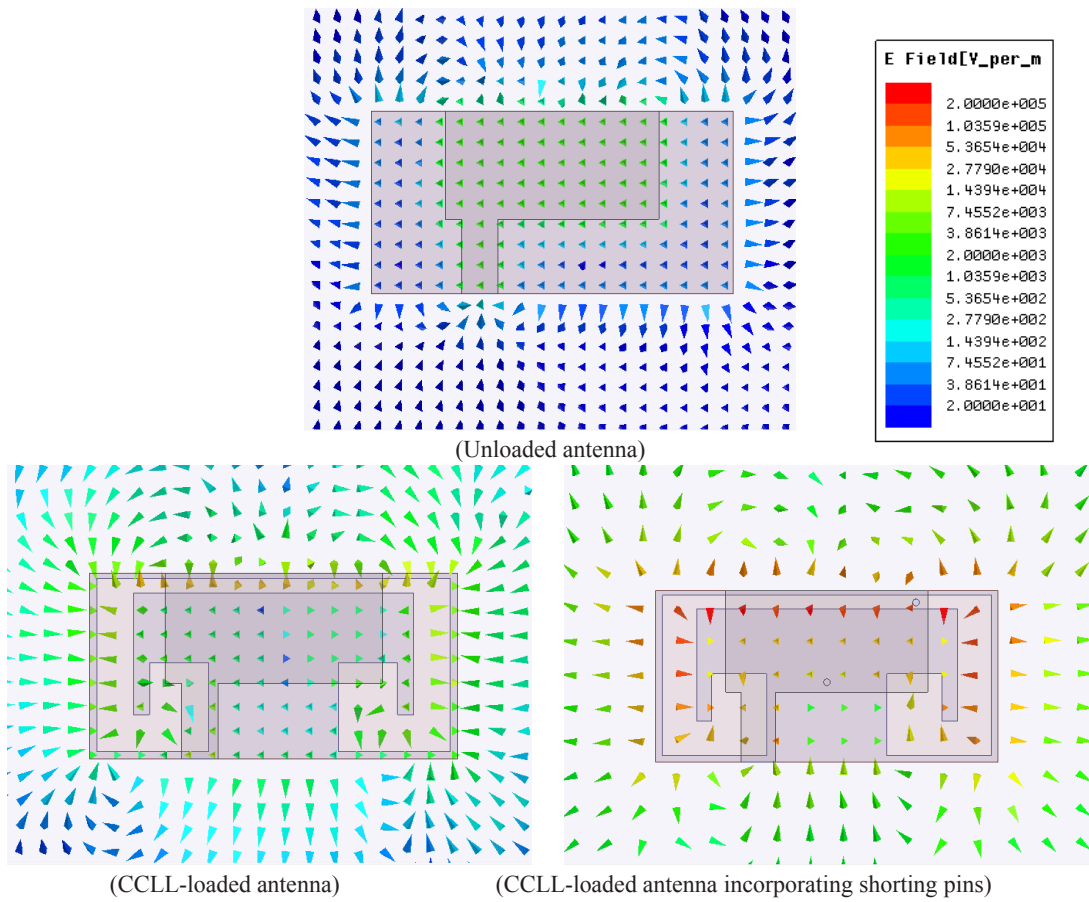 E Field[V_per_m
2.0000e+005
1.0359e+005
5.3654e+004
2.7790e+004
1.4394e+004
7.4552e+003
3.8614e+003
2.0000e+003
1.0359e+003
5.3654e+002
2.7790e+002
1.4394e+002
7.4552e+001
3.8614e+001
2.0000e+001
(Unloaded antenna)
(CCLL-loaded antenna)
(CCLL-loaded antenna incorporating shorting pins)